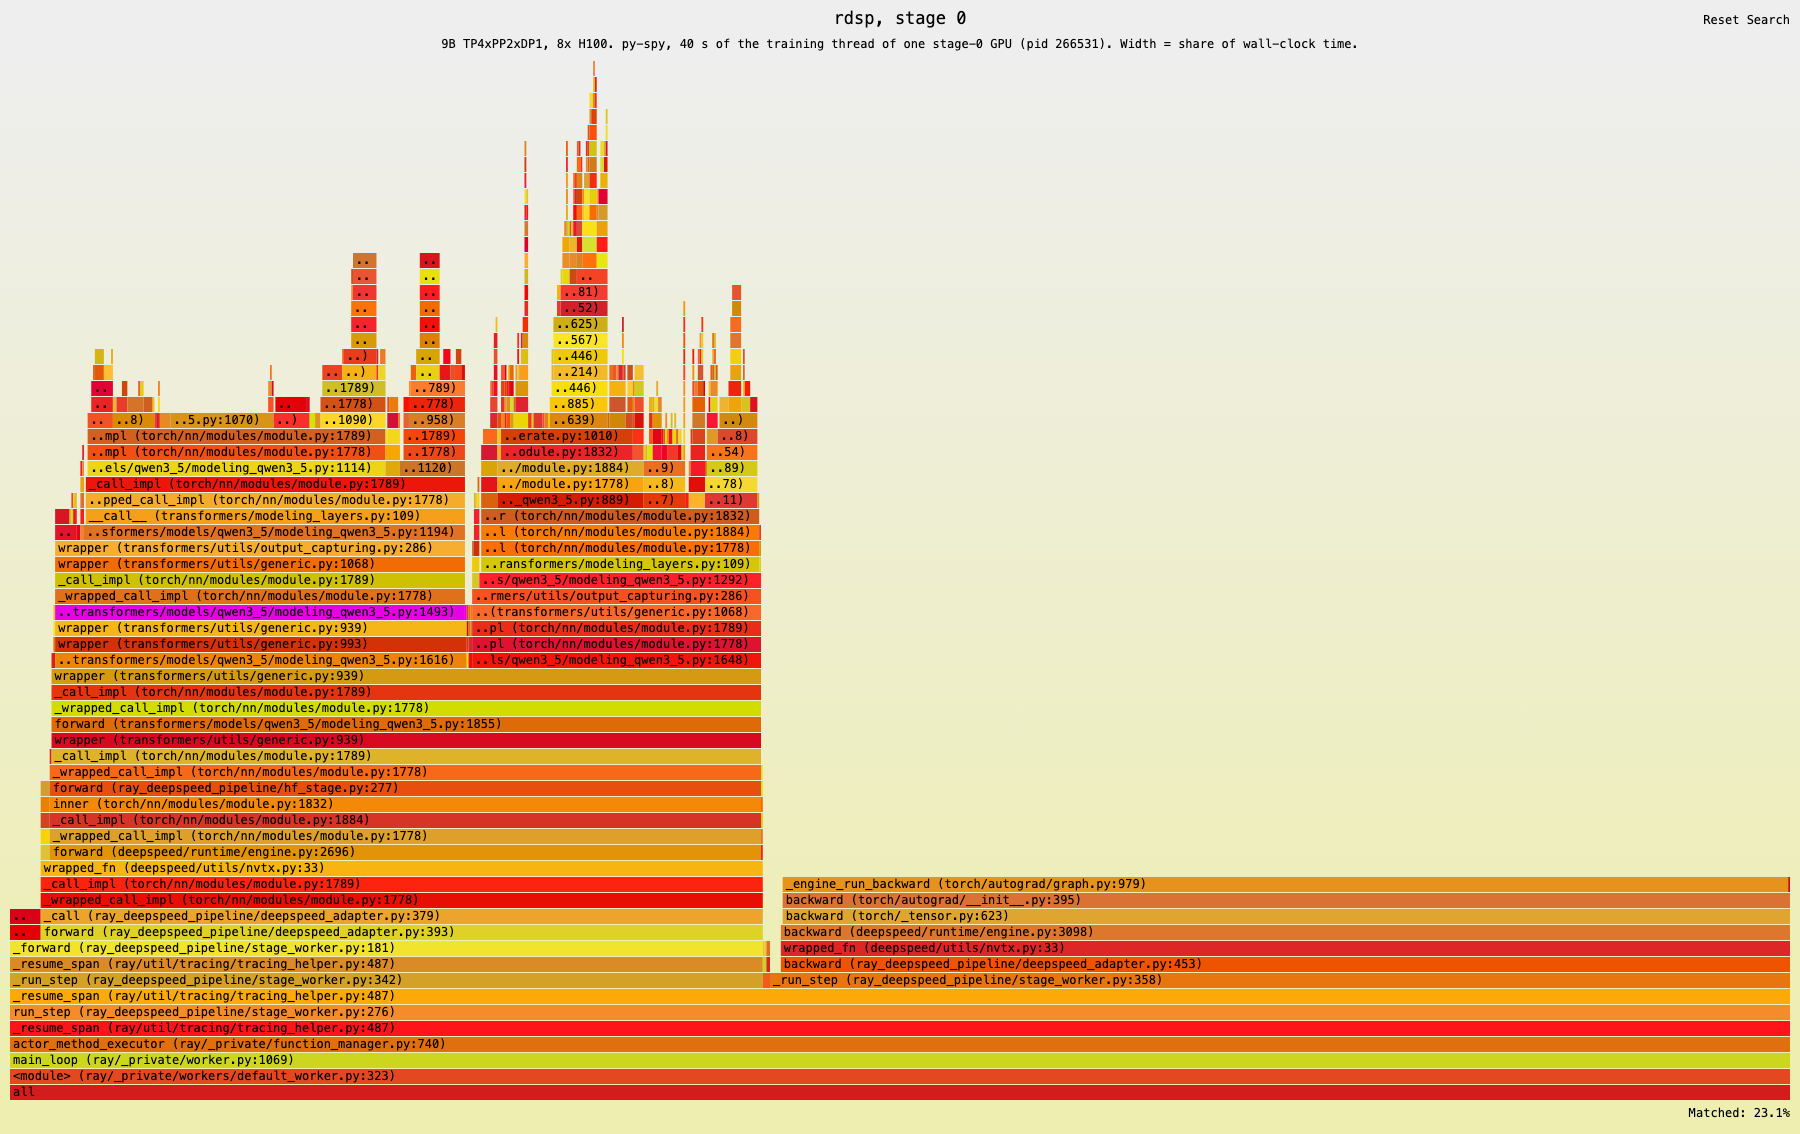 rdsp, stage 0
Reset Search
9B TP4xPP2xDP1, 8x H100. py-spy, 40 s of the training thread of one stage-0 GPU (pid 266531). Width = share of wall-clock time.
.. ..
.. .. ..
.. .. ..81)
.. .. ..52)
.. .. ..625)
.. .. ..567)
..) .. ..446)
.. ..) .. ..214)
.. ..1789) ..789) ..446)
.. .. ..1778) ..778) ..885)
.. ..8) ..5.py:1070) ..) ..1090) ..958) ..639) ..)
..mpl (torch/nn/modules/module.py:1789) ..1789) ..erate.py:1010) ..8)
..mpl (torch/nn/modules/module.py:1778) ..1778) ..odule.py:1832) ..54)
..els/qwen3_5/modeling_qwen3_5.py:1114) ..1120) ../module.py:1884) ..9) ..89)
_call_impl (torch/nn/modules/module.py:1789) ../module.py:1778) ..8) ..78)
..pped_call_impl (torch/nn/modules/module.py:1778) .._qwen3_5.py:889) ..7) ..11)
__call__ (transformers/modeling_layers.py:109) ..r (torch/nn/modules/module.py:1832)
.. ..sformers/models/qwen3_5/modeling_qwen3_5.py:1194) ..l (torch/nn/modules/module.py:1884)
wrapper (transformers/utils/output_capturing.py:286) ..l (torch/nn/modules/module.py:1778)
wrapper (transformers/utils/generic.py:1068) ..ransformers/modeling_layers.py:109)
_call_impl (torch/nn/modules/module.py:1789) ..s/qwen3_5/modeling_qwen3_5.py:1292)
_wrapped_call_impl (torch/nn/modules/module.py:1778) ..rmers/utils/output_capturing.py:286)
..transformers/models/qwen3_5/modeling_qwen3_5.py:1493) ..(transformers/utils/generic.py:1068)
wrapper (transformers/utils/generic.py:939) ..pl (torch/nn/modules/module.py:1789)
wrapper (transformers/utils/generic.py:993) ..pl (torch/nn/modules/module.py:1778)
..transformers/models/qwen3_5/modeling_qwen3_5.py:1616) ..ls/qwen3_5/modeling_qwen3_5.py:1648)
wrapper (transformers/utils/generic.py:939)
_call_impl (torch/nn/modules/module.py:1789)
_wrapped_call_impl (torch/nn/modules/module.py:1778)
forward (transformers/models/qwen3_5/modeling_qwen3_5.py:1855)
wrapper (transformers/utils/generic.py:939)
_call_impl (torch/nn/modules/module.py:1789)
_wrapped_call_impl (torch/nn/modules/module.py:1778)
forward (ray_deepspeed_pipeline/hf_stage.py:277)
inner (torch/nn/modules/module.py:1832)
_call_impl (torch/nn/modules/module.py:1884)
_wrapped_call_impl (torch/nn/modules/module.py:1778)
forward (deepspeed/runtime/engine.py:2696)
wrapped_fn (deepspeed/utils/nvtx.py:33)
_call_impl (torch/nn/modules/module.py:1789) _engine_run_backward (torch/autograd/graph.py:979)
_wrapped_call_impl (torch/nn/modules/module.py:1778) backward (torch/autograd/__init__.py:395)
.. _call (ray_deepspeed_pipeline/deepspeed_adapter.py:379) backward (torch/_tensor.py:623)
.. forward (ray_deepspeed_pipeline/deepspeed_adapter.py:393) backward (deepspeed/runtime/engine.py:3098)
_forward (ray_deepspeed_pipeline/stage_worker.py:181) wrapped_fn (deepspeed/utils/nvtx.py:33)
_resume_span (ray/util/tracing/tracing_helper.py:487) backward (ray_deepspeed_pipeline/deepspeed_adapter.py:453)
_run_step (ray_deepspeed_pipeline/stage_worker.py:342) _run_step (ray_deepspeed_pipeline/stage_worker.py:358)
_resume_span (ray/util/tracing/tracing_helper.py:487)
run_step (ray_deepspeed_pipeline/stage_worker.py:276)
_resume_span (ray/util/tracing/tracing_helper.py:487)
actor_method_executor (ray/_private/function_manager.py:740)
main_loop (ray/_private/worker.py:1069)
<module> (ray/_private/workers/default_worker.py:323)
all
Matched: 23.1%